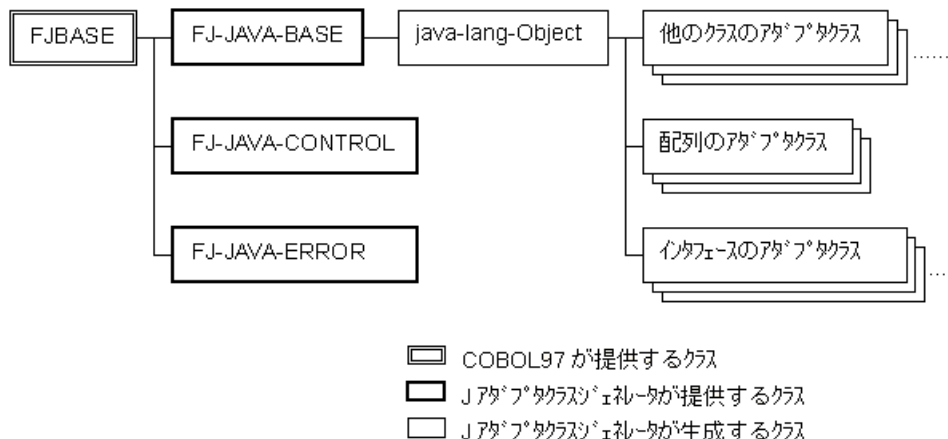 FJBASE
FJ-JAVA-BASE
java-lang-Object
他のクラスのアダプタクラス
......
FJ-JAVA-CONTROL
配列のアダプタクラス
FJ-JAVA-ERROR
インタフェースのアダプタクラス
...
COBOL97 が提供するクラス
Jアダプタクラスジェネレータが提供するクラス
Jアダプタクラスジェネレータが生成するクラス